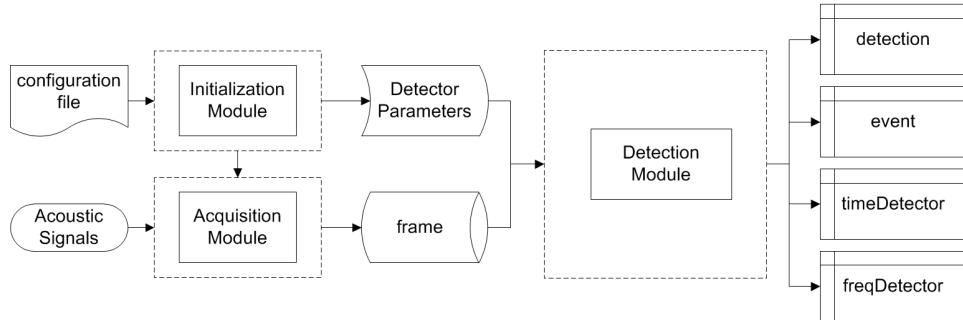 configuration
file
Initialization
Module
Detector
Parameters
Acoustic
Signals
Acquisition
Module
frame
Detection
Module
detection
event
timeDetector
freqDetector